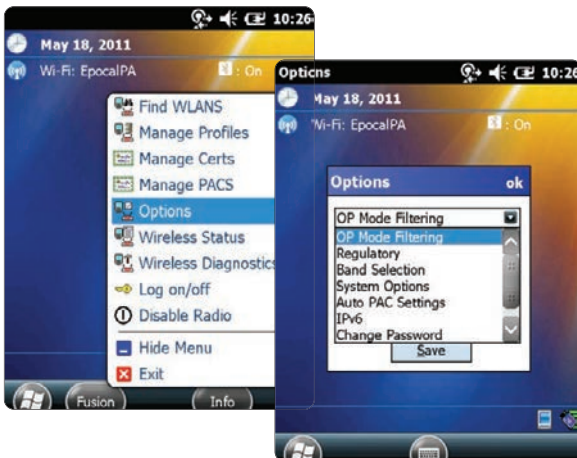 10:26
May 18, 2011
Wi-Fi: EpocalPA : On
Find WLANS
Manage Profiles
Manage Certs
Manage PACS
Options
Wireless Status
Wireless Diagnostics
Log on/off
Disable Radio
Hide Menu
Exit
Fusion Info
Options 10:26
May 18, 2011
Wi-Fi: EpocalPA : On
Options ok
OP Mode Filtering
OP Mode Filtering
Regulatory
Band Selection
System Options
Auto PAC Settings
IPv6
Change Password
Save